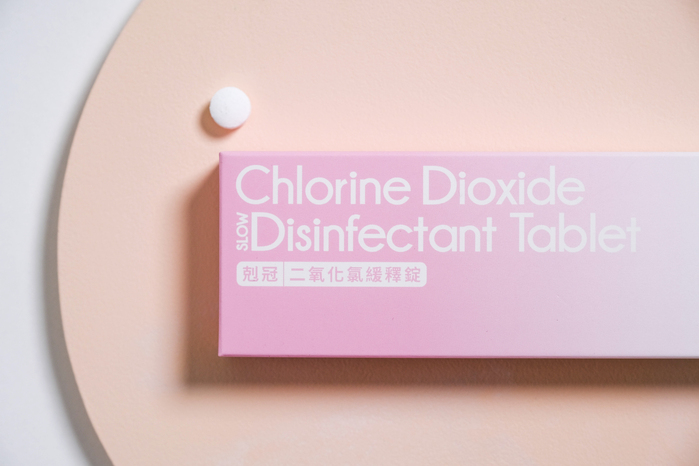 Chlorine Dioxide
SLOW Disinfectant Tablet
剋冠 二氧化氯緩釋錠